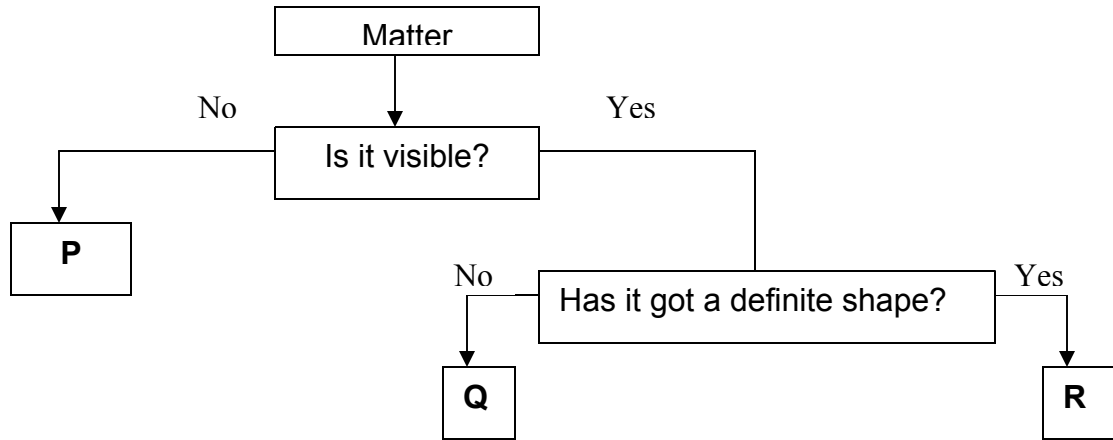 Matter
No
Yes
Is it visible?
P
No
Yes
Has it got a definite shape?
Q
R